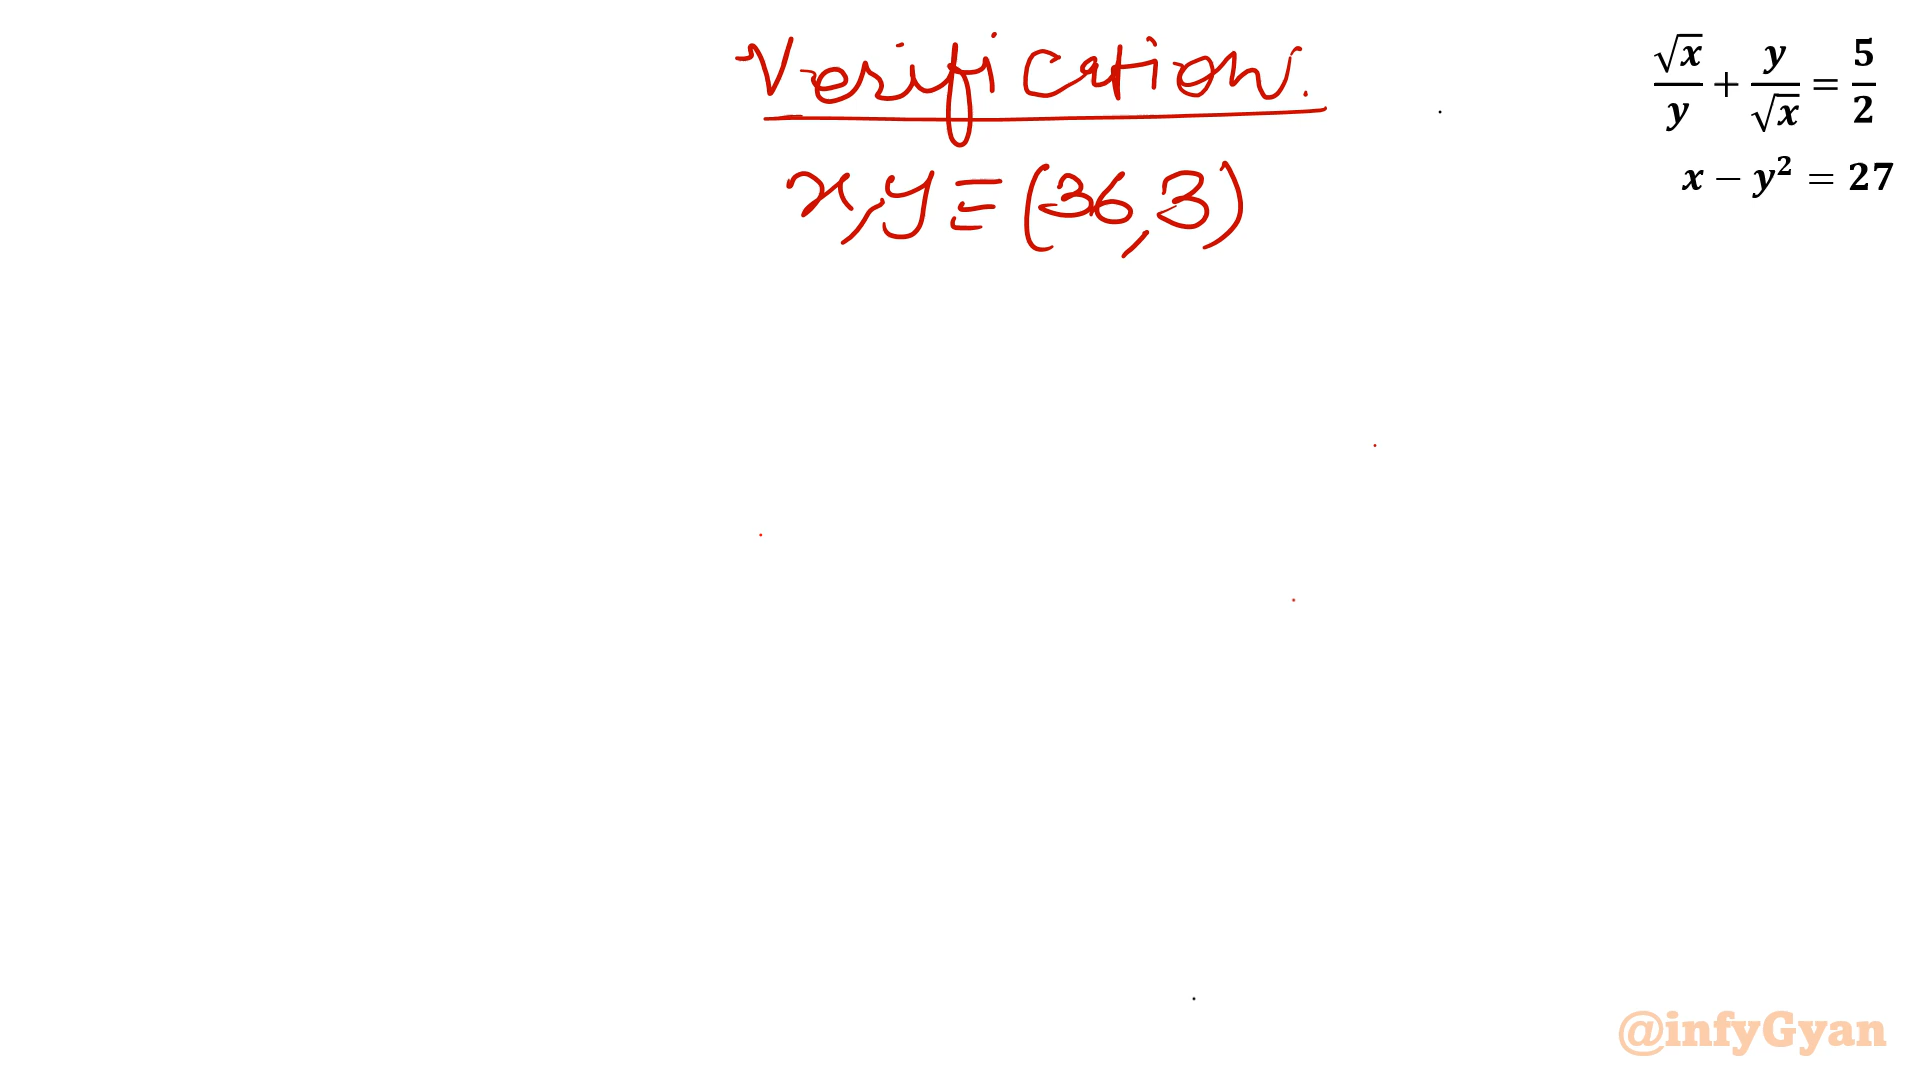 Verification.
x,y ≡ (36,3)
√x/y + y/√x = 5/2
x − y² = 27
@infyGyan